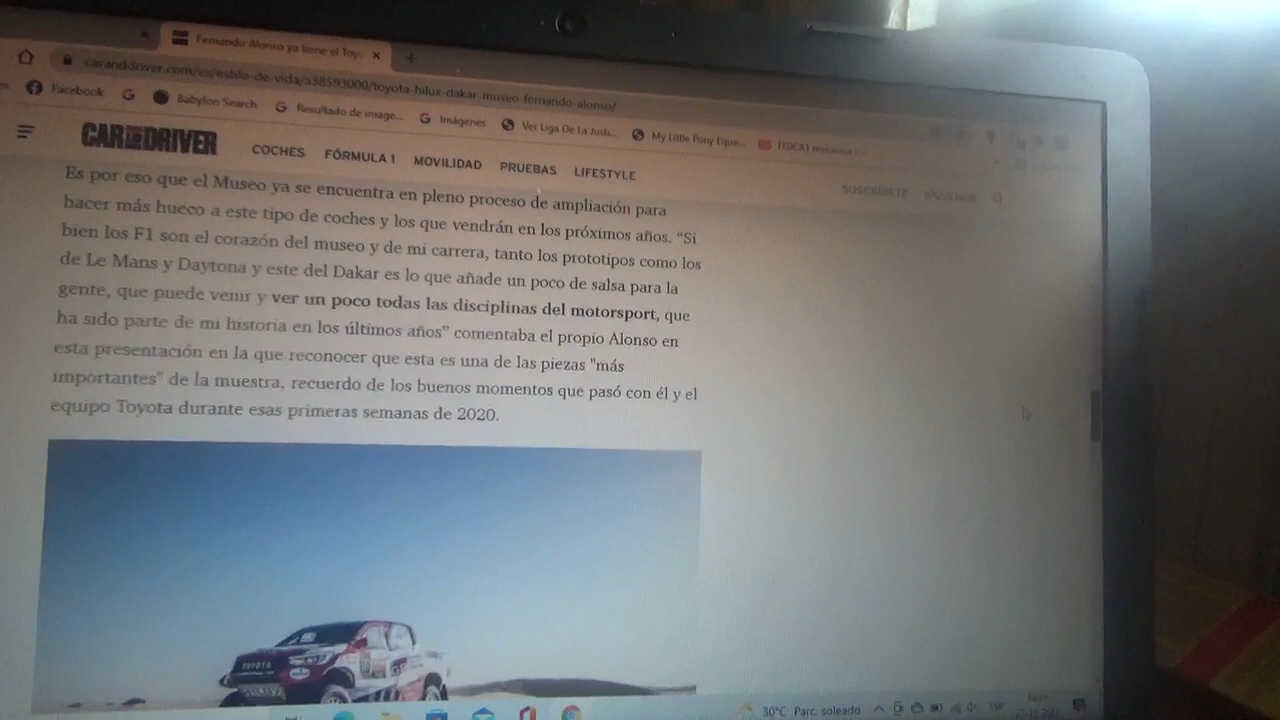 Fernando Alonso ya tiene el Toyo
caranddriver.com/es/estilo-de-vida/a38593000/toyota-hilux-dakar-museo-fernando-alonso/
Facebook
Babylon Search
Resultado de image...
Imágenes
Ver Liga De La Justi...
My Little Pony Eque...
FISICA I
CAR AND DRIVER
COCHES FÓRMULA 1 MOVILIDAD PRUEBAS LIFESTYLE
SUSCRÍBETE SÍGUENOS
Es por eso que el Museo ya se encuentra en pleno proceso de ampliación para
hacer más hueco a este tipo de coches y los que vendrán en los próximos años. “Si
bien los F1 son el corazón del museo y de mi carrera, tanto los prototipos como los
de Le Mans y Daytona y este del Dakar es lo que añade un poco de salsa para la
gente, que puede venir y ver un poco todas las disciplinas del motorsport, que
ha sido parte de mi historia en los últimos años” comentaba el propio Alonso en
esta presentación en la que reconocer que esta es una de las piezas "más
importantes" de la muestra, recuerdo de los buenos momentos que pasó con él y el
equipo Toyota durante esas primeras semanas de 2020.
TOYOTA
30°C Parc. soleado
ESP